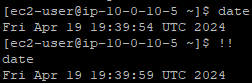 [ec2-user@ip-10-0-10-5 ~]$ date
Fri Apr 19 19:39:54 UTC 2024
[ec2-user@ip-10-0-10-5 ~]$ !!
date
Fri Apr 19 19:39:59 UTC 2024